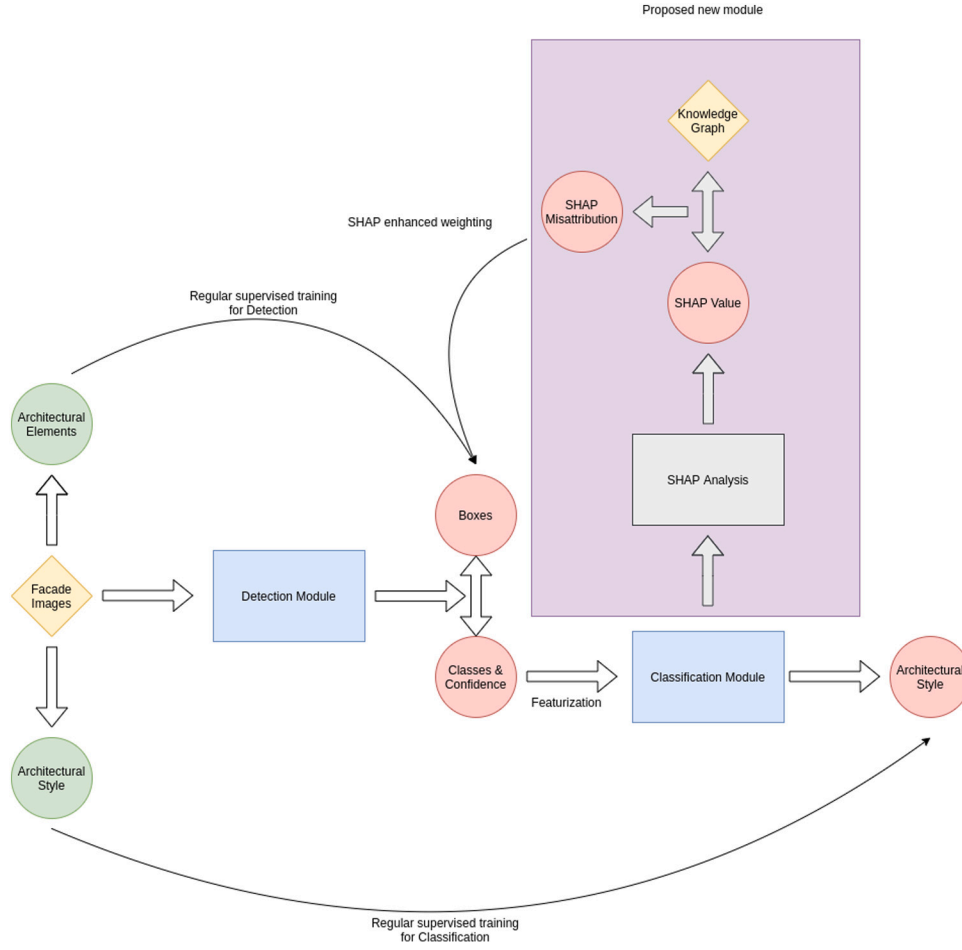 Proposed new module
Knowledge
Graph
SHAP
Misattribution
SHAP enhanced weighting
SHAP Value
Regular supervised training
for Detection
Architectural
Elements
SHAP Analysis
Boxes
Facade
Images
Detection Module
Classes &
Confidence
Classification Module
Architectural
Style
Featurization
Architectural
Style
Regular supervised training
for Classification